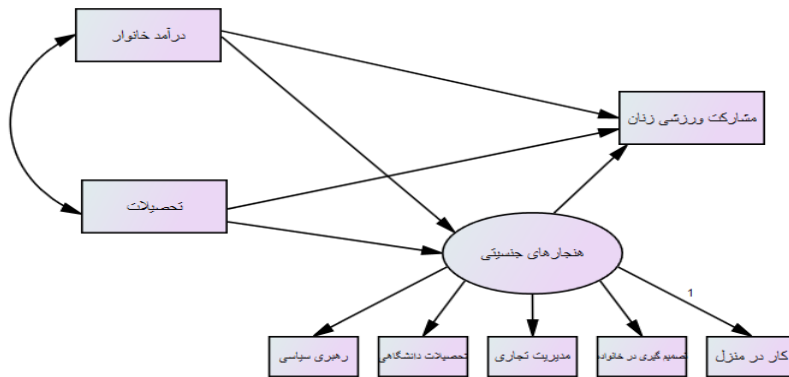 درآمد خانوار
مشارکت ورزشی زنان
تحصیلات
هنجارهای جنسیتی
1
کار در منزل
تصمیم گیری در خانواده
مدیریت تجاری
تحصیلات دانشگاهی
رهبری سیاسی